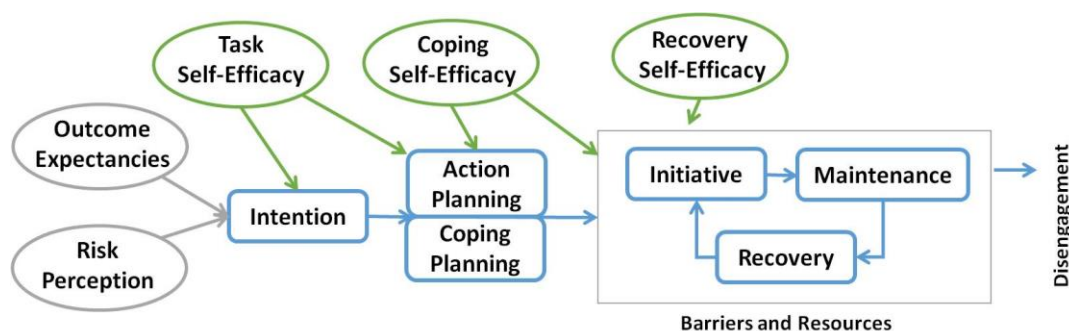 Task
Self-Efficacy
Coping
Self-Efficacy
Recovery
Self-Efficacy
Outcome
Expectancies
Risk
Perception
Intention
Action
Planning
Coping
Planning
Initiative
Maintenance
Recovery
Disengagement
Barriers and Resources